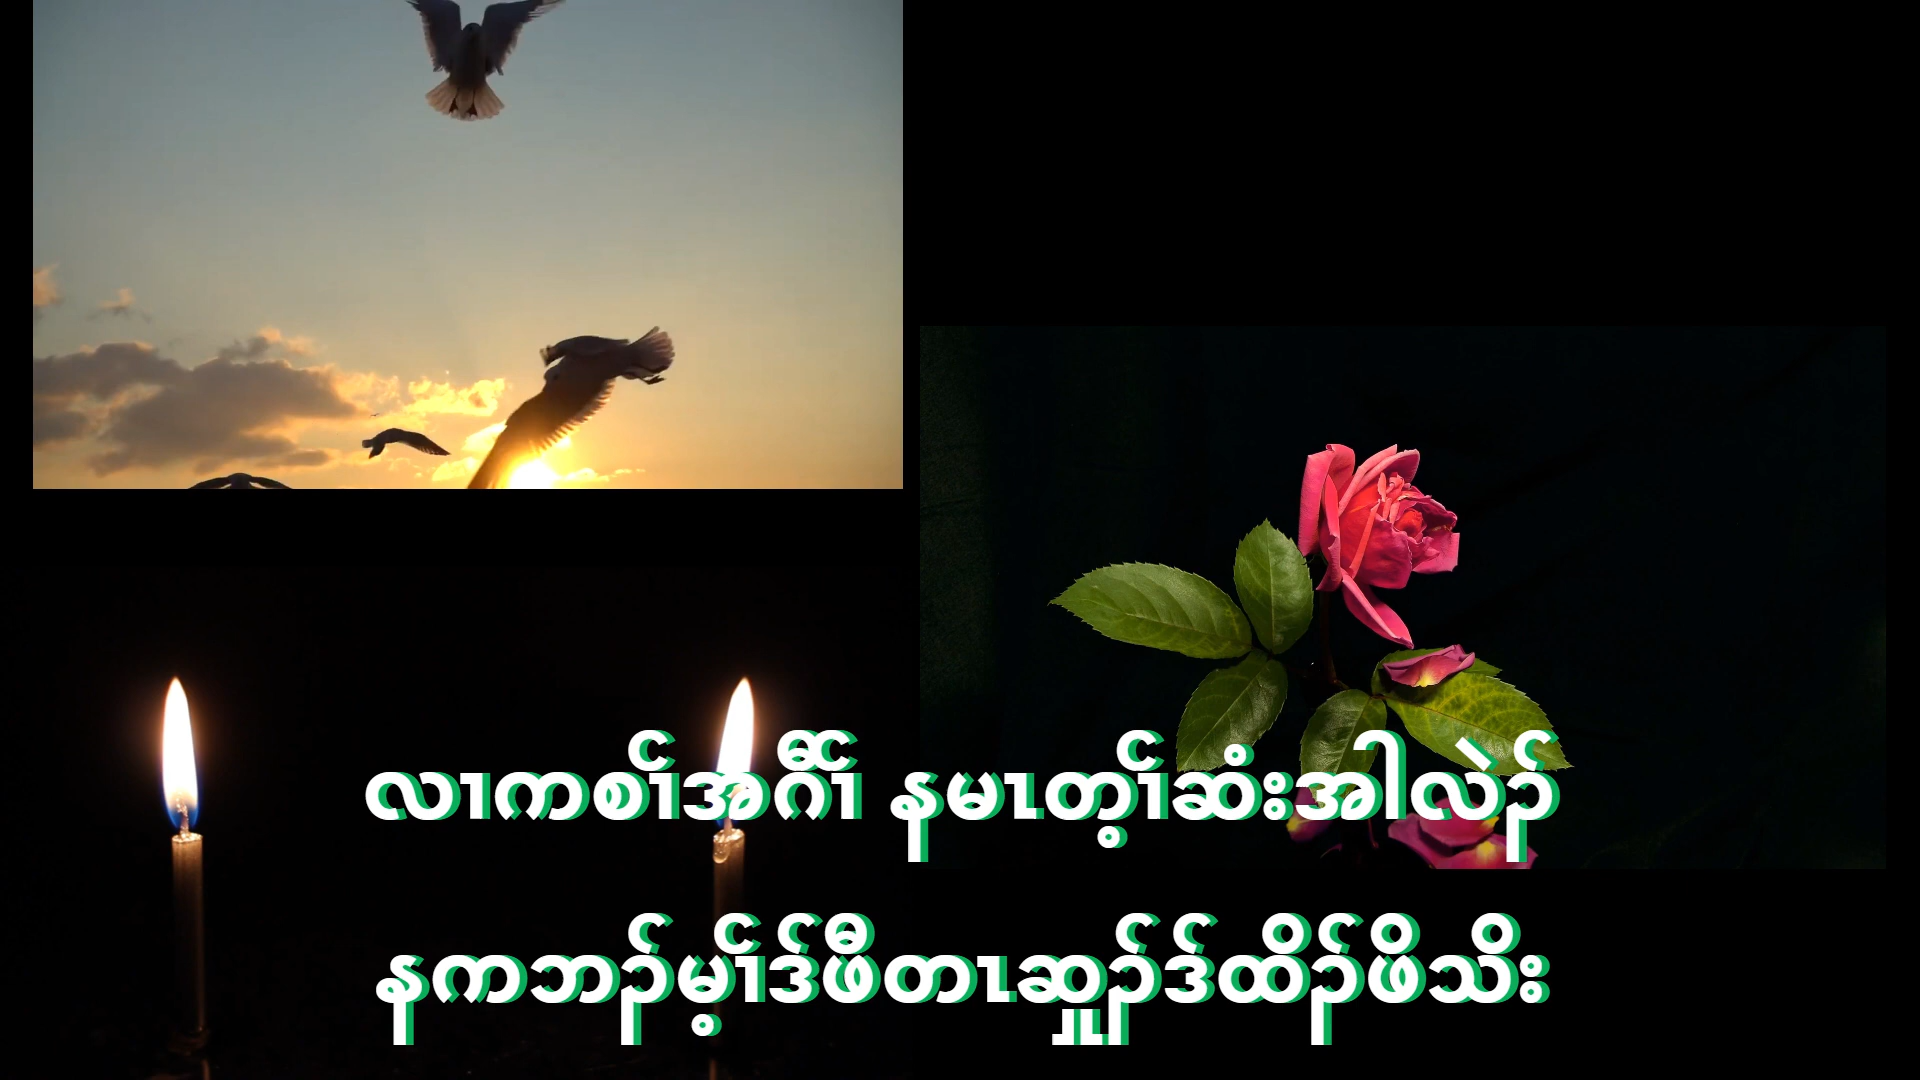 လၢကစၢ်အဂီၢ် နမၤတ့ၢ်ဆံးအါလဲၣ်
နကဘၣ်မ့ၢ်ဒ်ဖီတၤဆူၣ်ဒ်ထိၣ်ဖိသိး